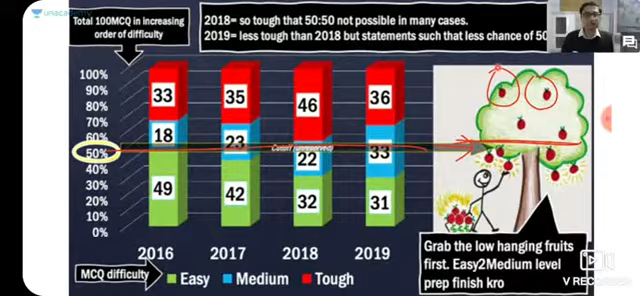 unacademy
Total 100MCQ in increasing
order of difficulty
2018= so tough that 50:50 not possible in many cases.
2019= less tough than 2018 but statements such that less chance of 50
100%
90%
80%
70%
60%
50%
40%
30%
20%
10%
0%
33
35
46
36
18
23
22
33
49
42
32
31
Cutoff (unreserved)
2016
2017
2018
2019
MCQ difficulty
Easy
Medium
Tough
Grab the low hanging fruits
first. Easy2Medium level
prep finish kro
V RECORDER